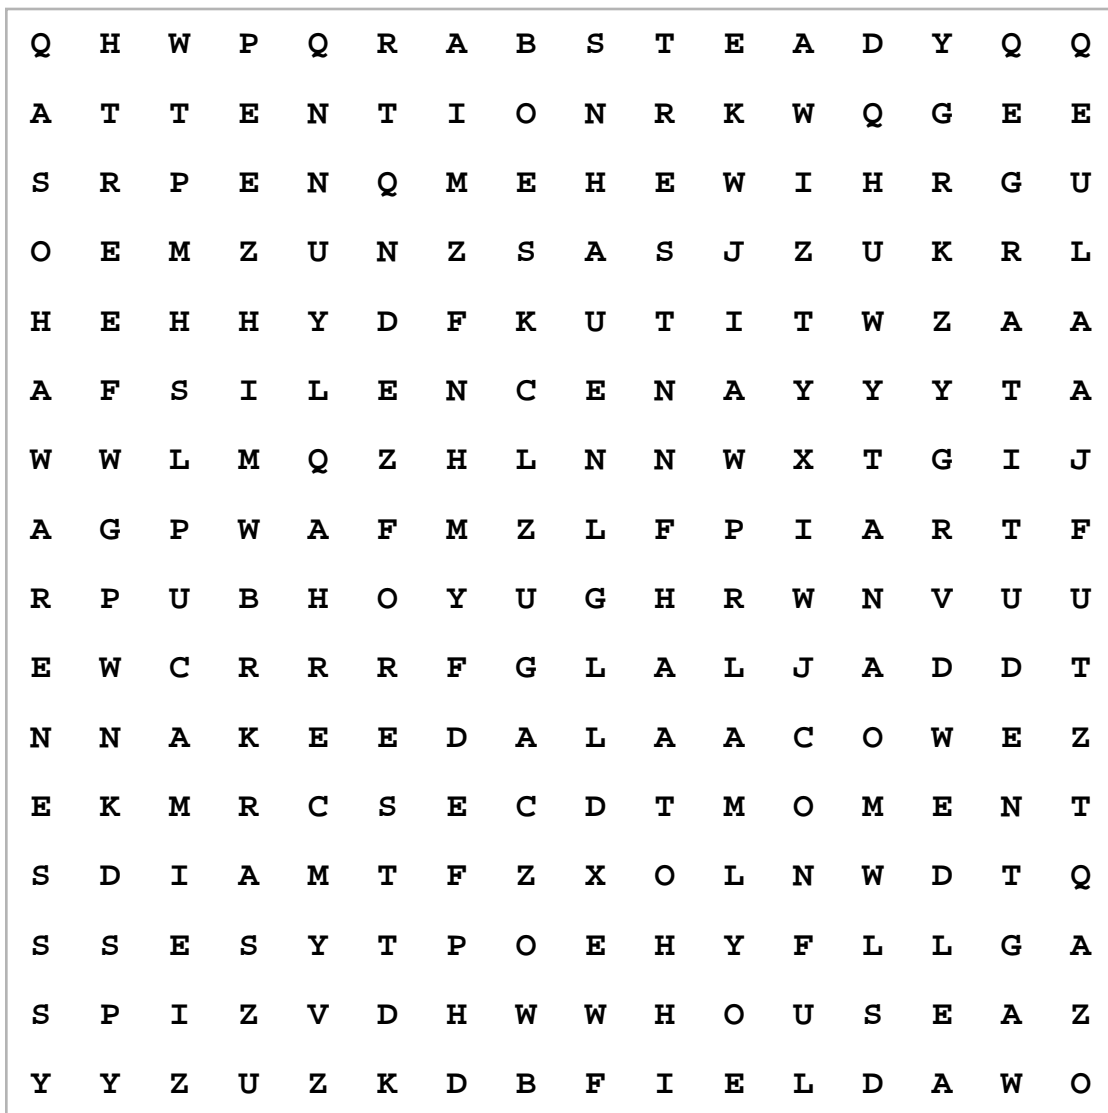 Q H W P Q R A B S T E A D Y Q Q
A T T E N T I O N R K W Q G E E
S R P E N Q M E H E W I H R G U
O E M Z U N Z S A S J Z U K R L
H E H H Y D F K U T I T W Z A A
A F S I L E N C E N A Y Y Y T A
W W L M Q Z H L N N W X T G I J
A G P W A F M Z L F P I A R T F
R P U B H O Y U G H R W N V U U
E W C R R R F G L A L J A D D T
N N A K E E D A L A A C O W E Z
E K M R C S E C D T M O M E N T
S D I A M T F Z X O L N W D T Q
S S E S Y T P O E H Y F L L G A
S P I Z V D H W W H O U S E A Z
Y Y Z U Z K D B F I E L D A W O